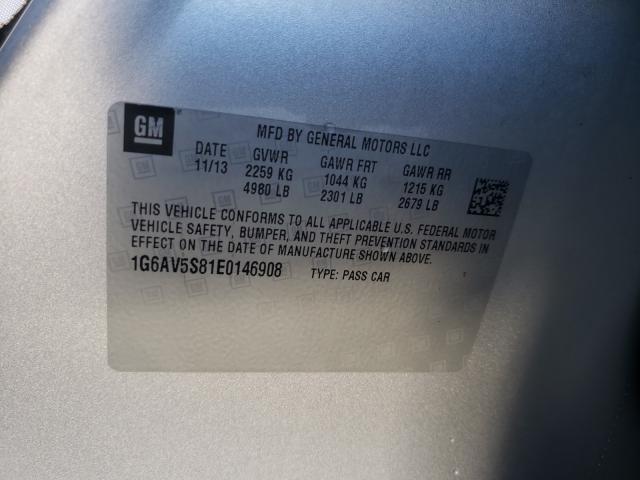 GM
MFD BY GENERAL MOTORS LLC
DATE GVWR GAWR FRT GAWR RR
11/13 2259 KG 1044 KG 1215 KG
4980 LB 2301 LB 2679 LB
THIS VEHICLE CONFORMS TO ALL APPLICABLE U.S. FEDERAL MOTOR
VEHICLE SAFETY, BUMPER, AND THEFT PREVENTION STANDARDS IN
EFFECT ON THE DATE OF MANUFACTURE SHOWN ABOVE.
1G6AV5S81E0146908 TYPE: PASS CAR